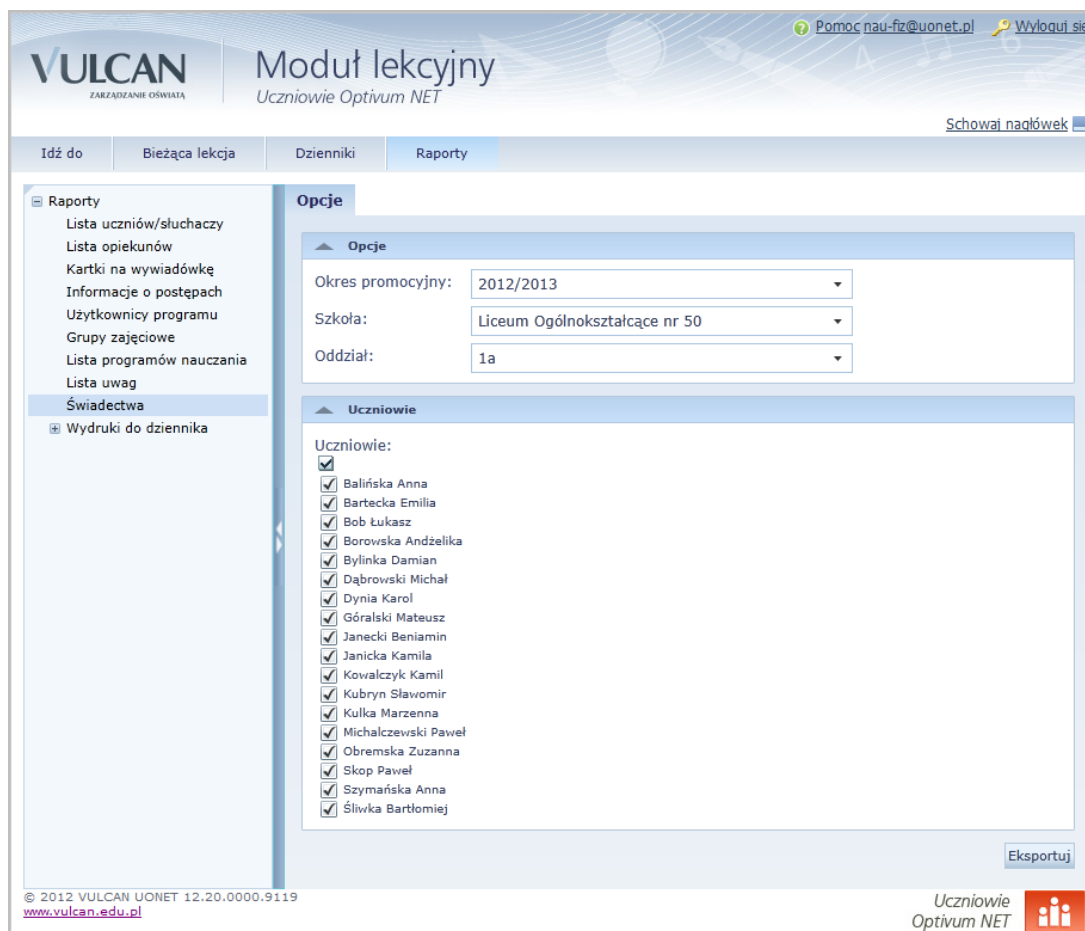 Pomoc nau-fiz@uonet.pl Wyloguj się
VULCAN
ZARZĄDZANIE OŚWIATĄ
Moduł lekcyjny
Uczniowie Optivum NET
Schowaj nagłówek
Idź do Bieżąca lekcja Dzienniki Raporty
Raporty
Lista uczniów/słuchaczy
Lista opiekunów
Kartki na wywiadówkę
Informacje o postępach
Użytkownicy programu
Grupy zajęciowe
Lista programów nauczania
Lista uwag
Świadectwa
Wydruki do dziennika
Opcje
Opcje
Okres promocyjny: 2012/2013
Szkoła: Liceum Ogólnokształcące nr 50
Oddział: 1a
Uczniowie
Uczniowie:
Balińska Anna
Bartecka Emilia
Bob Łukasz
Borowska Andżelika
Bylinka Damian
Dąbrowski Michał
Dynia Karol
Góralski Mateusz
Janecki Beniamin
Janicka Kamila
Kowalczyk Kamil
Kubryn Sławomir
Kulka Marzenna
Michalczewski Paweł
Obremska Zuzanna
Skop Paweł
Szymańska Anna
Śliwka Bartłomiej
Eksportuj
© 2012 VULCAN UONET 12.20.0000.9119
www.vulcan.edu.pl
Uczniowie
Optivum NET